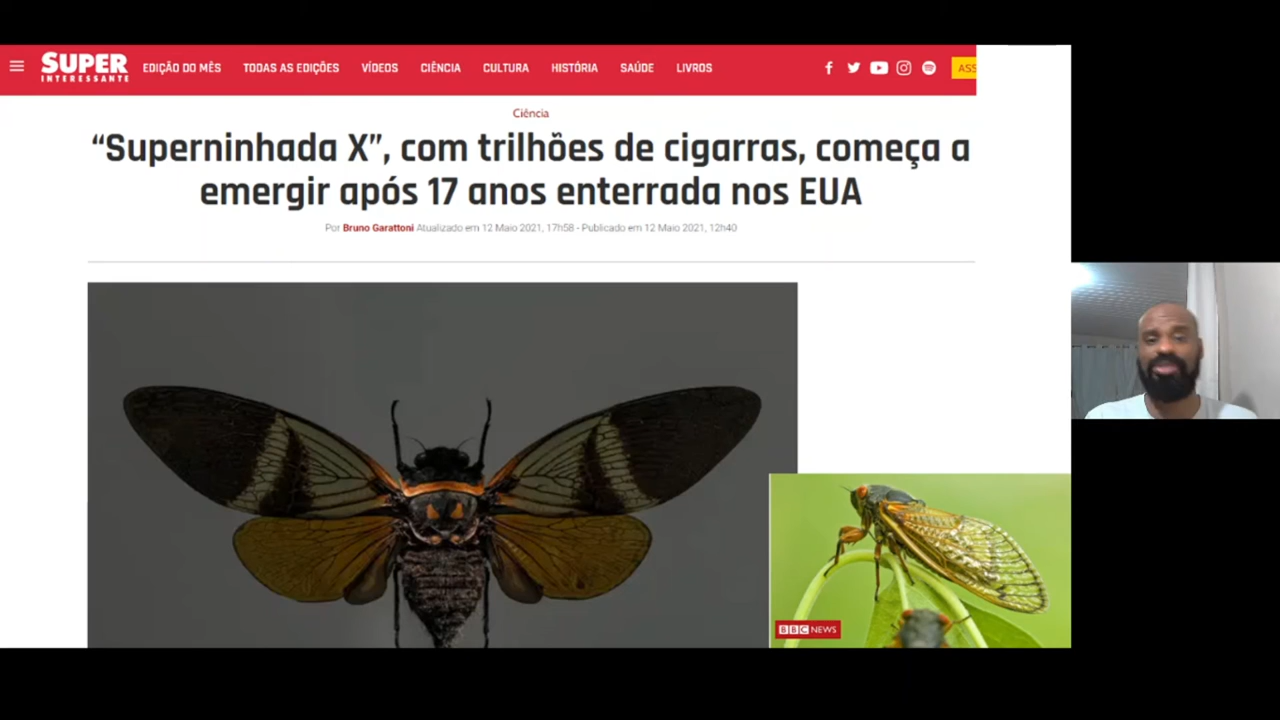 SUPER
INTERESSANTE
EDIÇÃO DO MÊS
TODAS AS EDIÇÕES
VÍDEOS
CIÊNCIA
CULTURA
HISTÓRIA
SAÚDE
LIVROS
ASS
Ciência
“Superninhada X”, com trilhões de cigarras, começa a
emergir após 17 anos enterrada nos EUA
Por Bruno Garattoni Atualizado em 12 Maio 2021, 17h58 - Publicado em 12 Maio 2021, 12h40
BBC NEWS